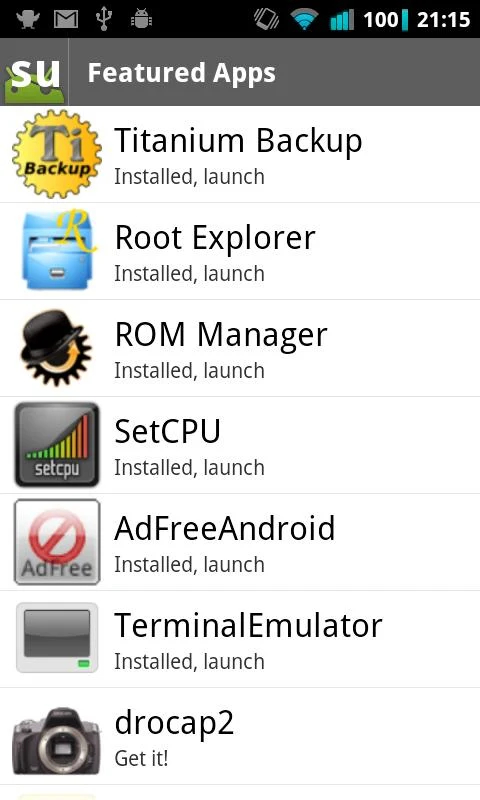 100 21:15
su Featured Apps
Ti
Backup
Titanium Backup
Installed, launch
R
Root Explorer
Installed, launch
ROM Manager
Installed, launch
setcpu
SetCPU
Installed, launch
AdFree
AdFreeAndroid
Installed, launch
TerminalEmulator
Installed, launch
drocap2
Get it!